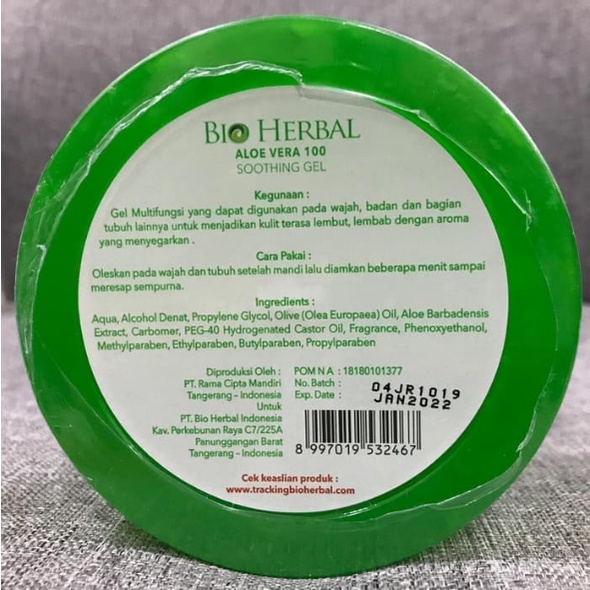 BIO HERBAL
ALOE VERA 100
SOOTHING GEL
Kegunaan :
Gel Multifungsi yang dapat digunakan pada wajah, badan dan bagian
tubuh lainnya untuk menjadikan kulit terasa lembut, lembab dengan aroma
yang menyegarkan .
Cara Pakai :
Oleskan pada wajah dan tubuh setelah mandi lalu diamkan beberapa menit sampai
meresap sempurna.
Ingredients :
Aqua, Alcohol Denat, Propylene Glycol, Olive (Olea Europaea) Oil, Aloe Barbadensis
Extract, Carbomer, PEG-40 Hydrogenated Castor Oil, Fragrance, Phenoxyethanol,
Methylparaben, Ethylparaben, Butylparaben, Propylparaben
Diproduksi Oleh :
PT. Rama Cipta Mandiri
Tangerang - Indonesia
Untuk
PT. Bio Herbal Indonesia
Kav. Perkebunan Raya C7/225A
Panunggangan Barat
Tangerang - Indonesia
POM N A : 18180101377
No. Batch : 04JR1019
Exp. Date : JAN2022
8 997019 532467
Cek keaslian produk :
www.trackingbioherbal.com